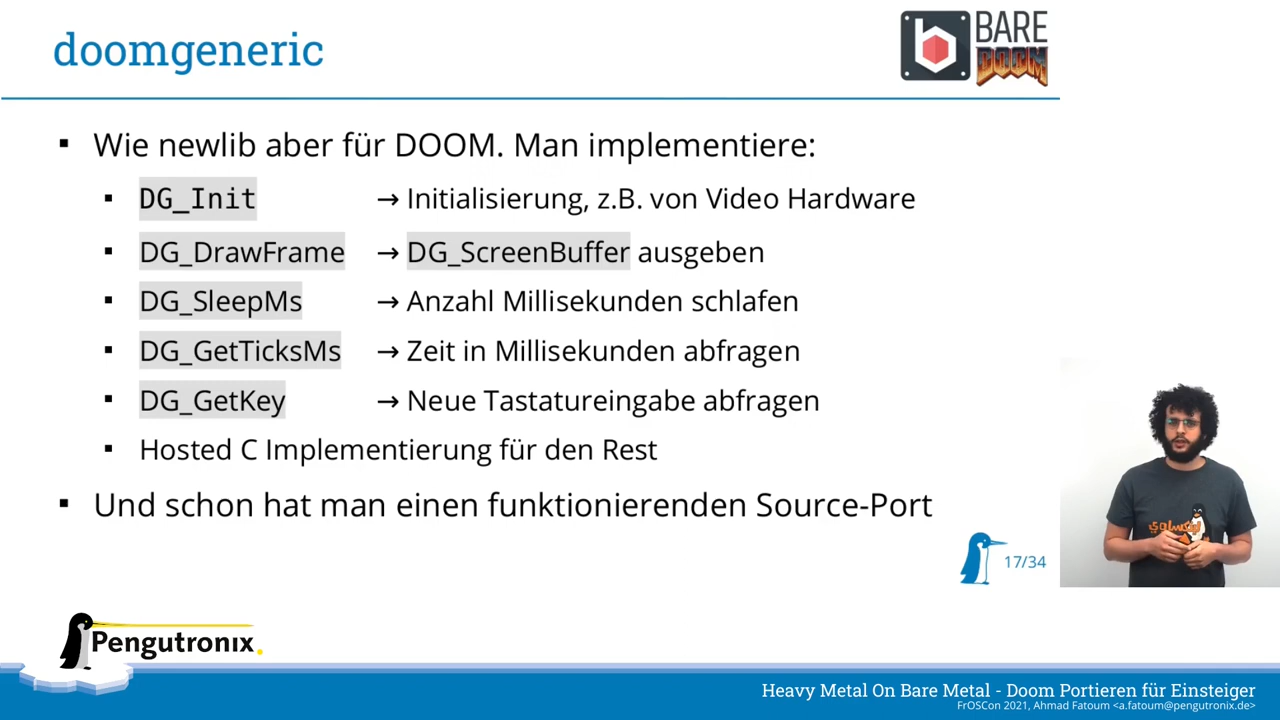 doomgeneric
BARE
DOOM
Wie newlib aber für DOOM. Man implementiere:
DG_Init → Initialisierung, z.B. von Video Hardware
DG_DrawFrame → DG_ScreenBuffer ausgeben
DG_SleepMs → Anzahl Millisekunden schlafen
DG_GetTicksMs → Zeit in Millisekunden abfragen
DG_GetKey → Neue Tastatureingabe abfragen
Hosted C Implementierung für den Rest
Und schon hat man einen funktionierenden Source-Port
17/34
Pengutronix
Heavy Metal On Bare Metal - Doom Portieren für Einsteiger
FrOSCon 2021, Ahmad Fatoum <a.fatoum@pengutronix.de>